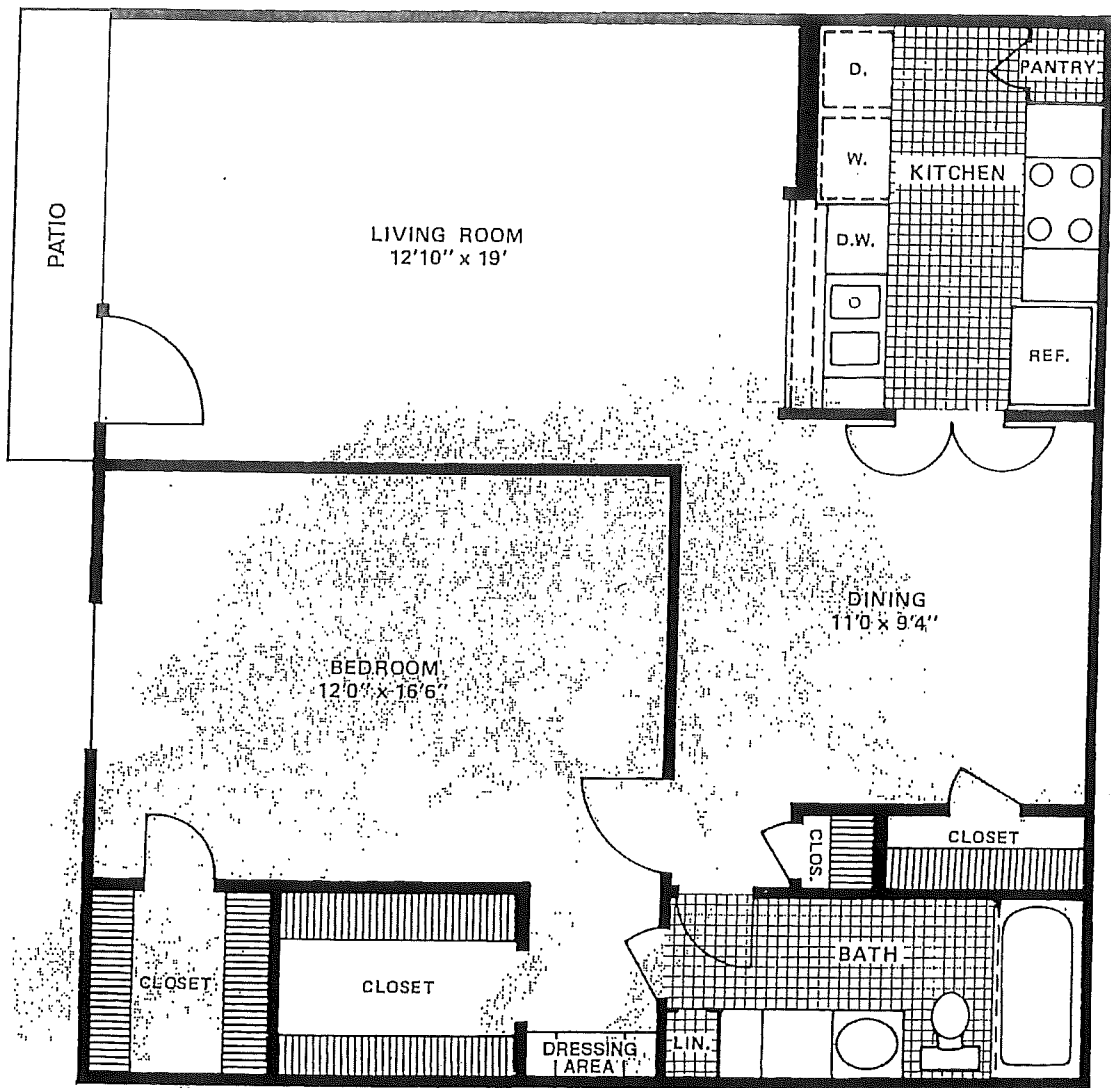 D.
PANTRY
W.
KITCHEN
PATIO
LIVING ROOM
12'10" x 19'
D.W.
REF.
DINING
11'0 x 9'4"
BEDROOM
12'0" x 16'6"
CLOS.
CLOSET
BATH
CLOSET
CLOSET
LIN.
DRESSING
AREA